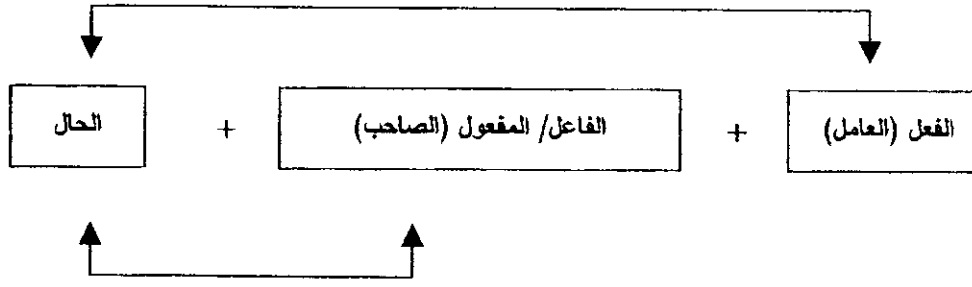 الفعل (العامل) + الفاعل/ المفعول (الصاحب) + الحال